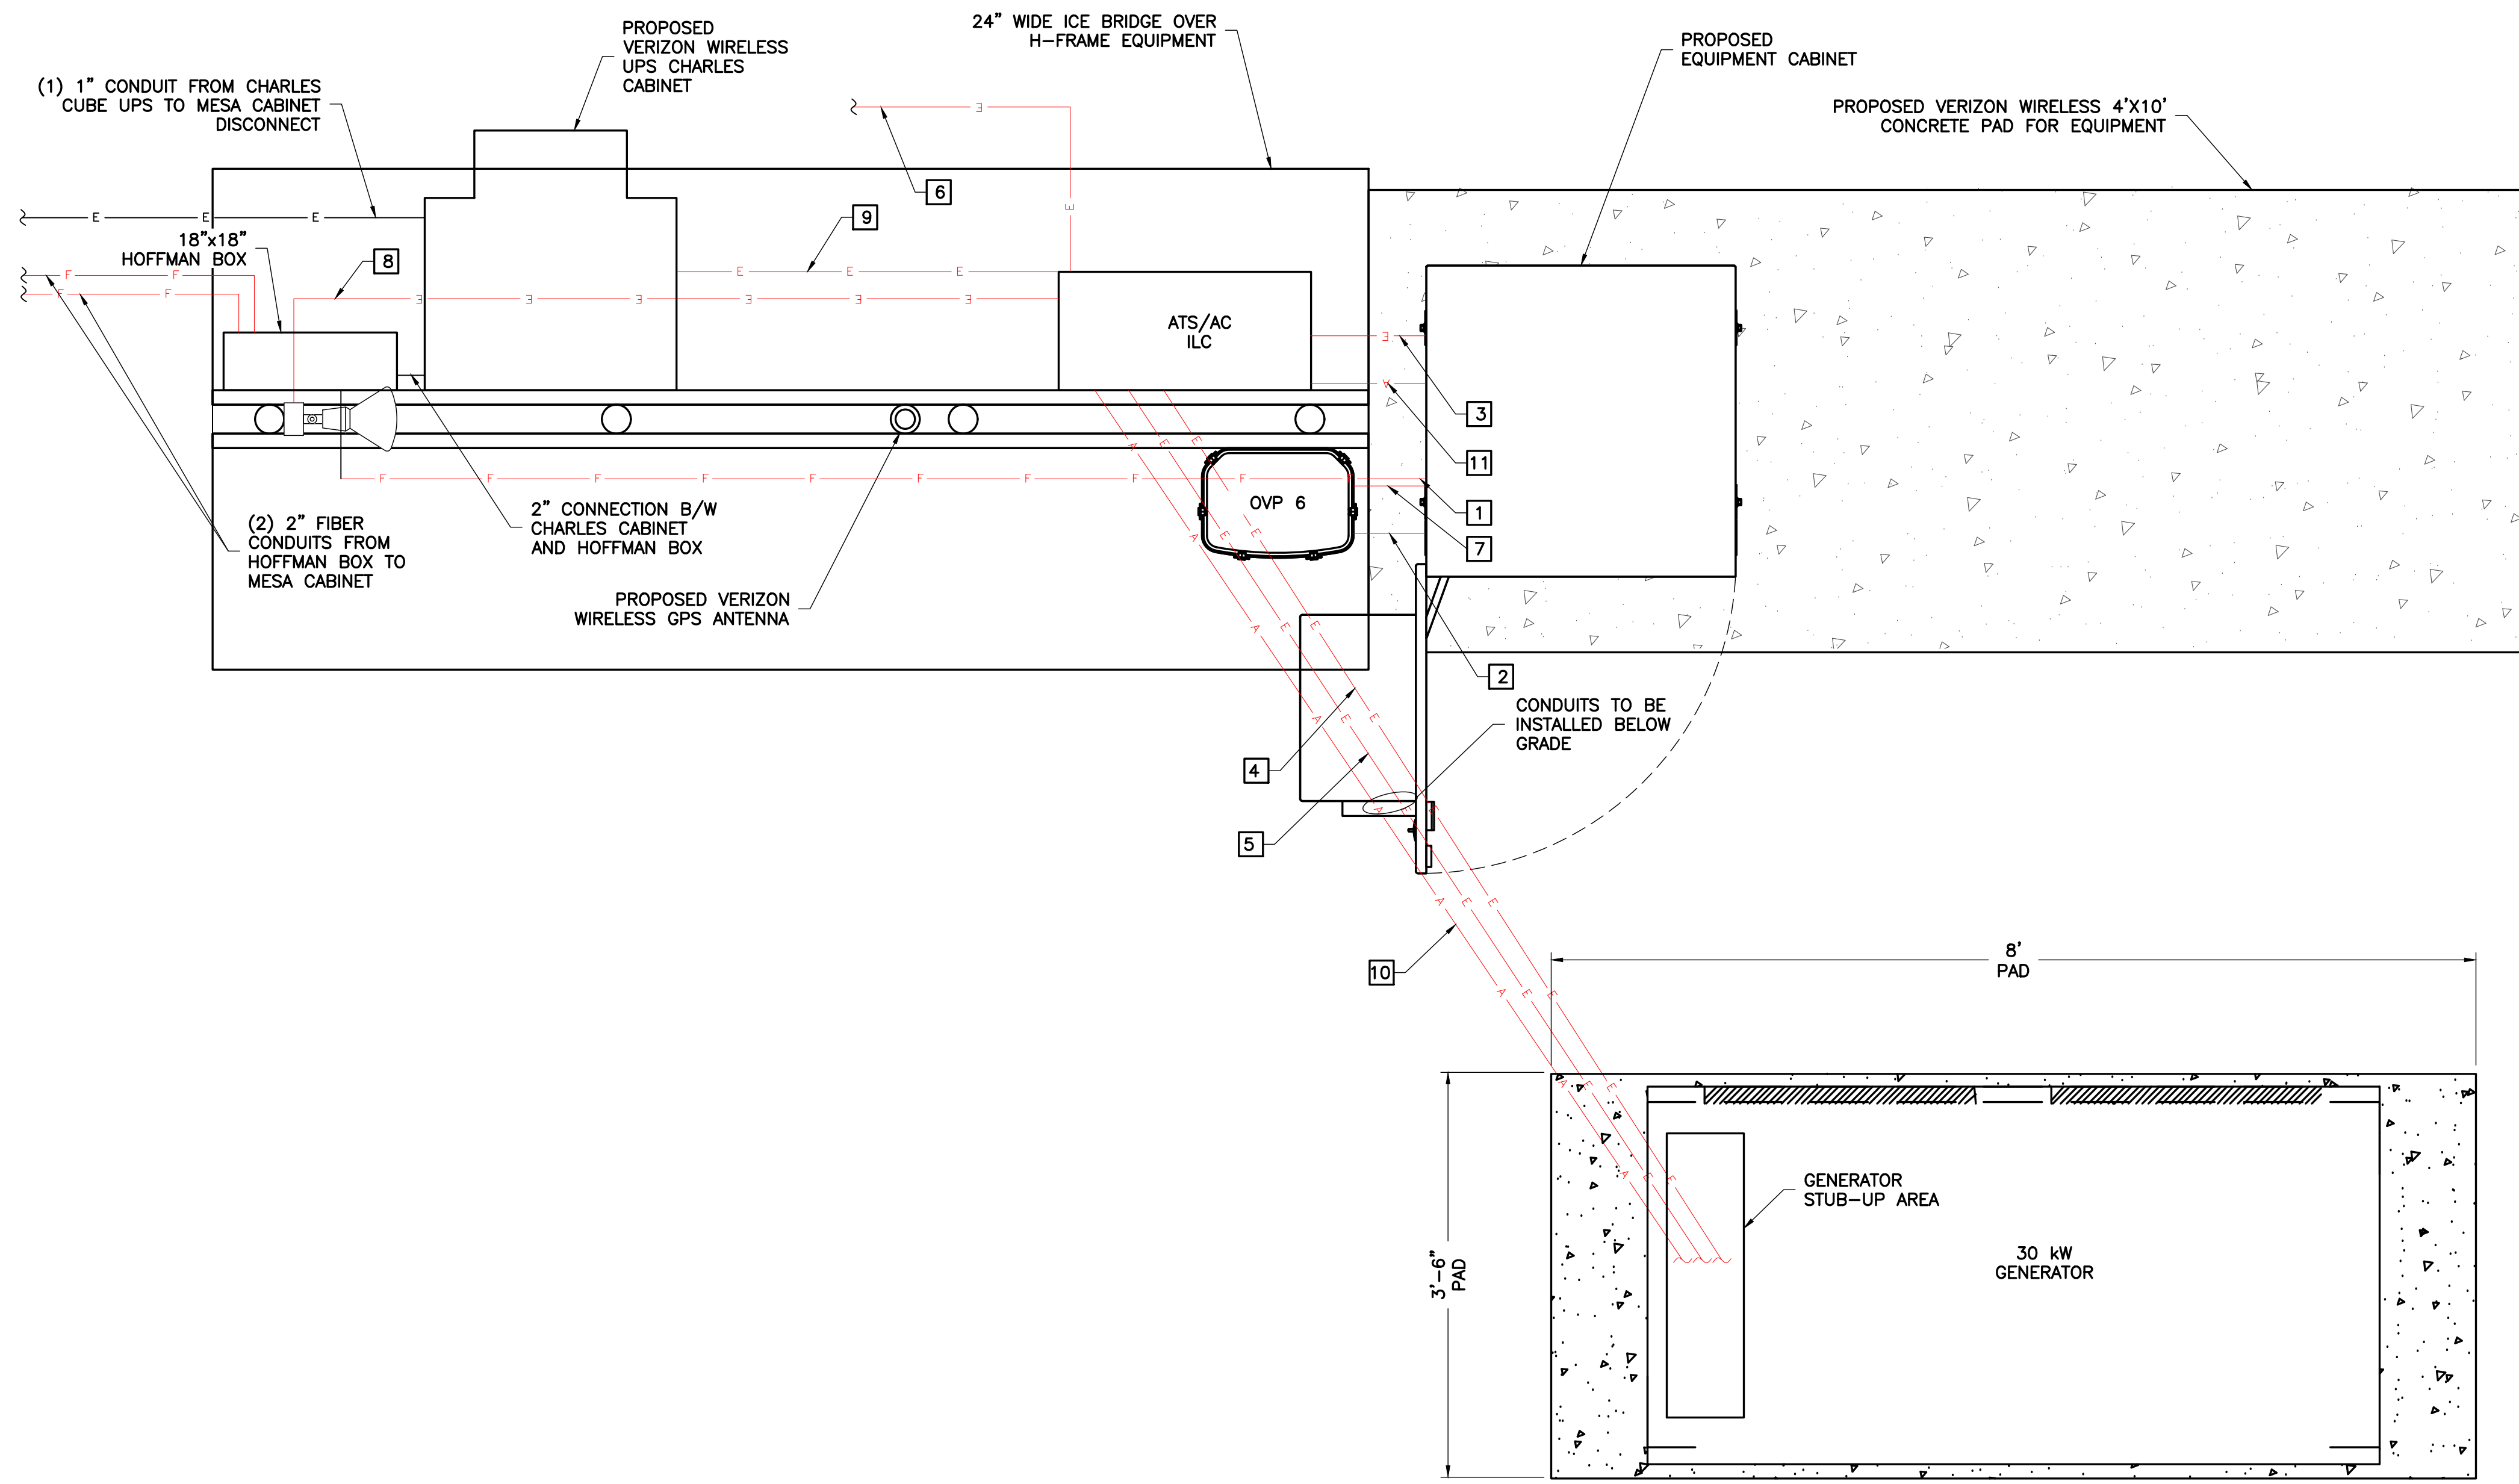 PROPOSED
VERIZON WIRELESS
UPS CHARLES
CABINET
24” WIDE ICE BRIDGE OVER
H-FRAME EQUIPMENT
PROPOSED
EQUIPMENT CABINET
(1) 1” CONDUIT FROM CHARLES
CUBE UPS TO MESA CABINET
DISCONNECT
PROPOSED VERIZON WIRELESS 4'X10'
CONCRETE PAD FOR EQUIPMENT
E
6
E
9
E E E
18”x18”
HOFFMAN BOX
8
F F
E E E
F F
E E E E E E
ATS/AC
ILC
E
A
3
11
A E E
F F F F F F F F F F
1
OVP 6
2” CONNECTION B/W
CHARLES CABINET
AND HOFFMAN BOX
(2) 2” FIBER
CONDUITS FROM
HOFFMAN BOX TO
MESA CABINET
7
A E E
PROPOSED VERIZON
WIRELESS GPS ANTENNA
A E E
2
CONDUITS TO BE
INSTALLED BELOW
GRADE
A E E
4
A E E
5
A E E
10
8'
PAD
A E E
A E E
3'-6”
PAD
A E E
GENERATOR
STUB-UP AREA
30 kW
GENERATOR